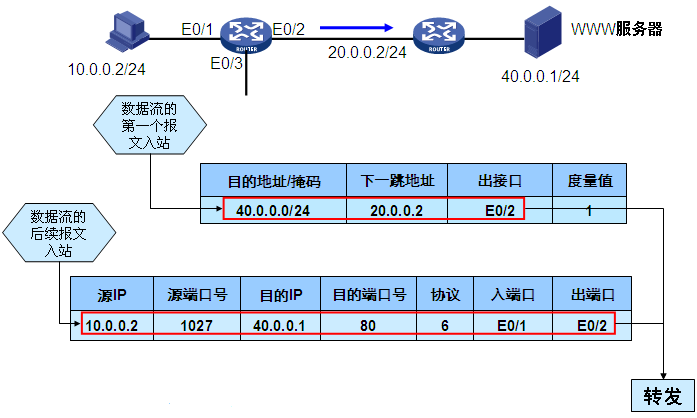 E0/1
E0/2
ROUTER
ROUTER
WWW服务器
10.0.0.2/24
E0/3
20.0.0.2/24
40.0.0.1/24
数据流的
第一个报
文入站
目的地址/掩码 下一跳地址 出接口 度量值
40.0.0.0/24 20.0.0.2 E0/2 1
数据流的
后续报文
入站
源IP 源端口号 目的IP 目的端口号 协议 入端口 出端口
10.0.0.2 1027 40.0.0.1 80 6 E0/1 E0/2
转发